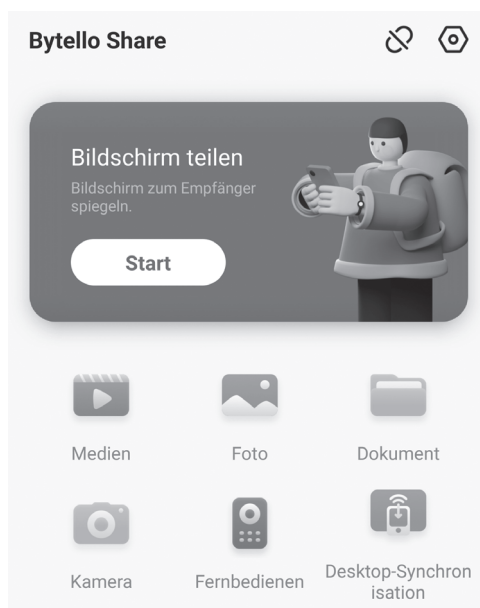 Bytello Share
Bildschirm teilen
Bildschirm zum Empfänger
spiegeln.
Start
Medien
Foto
Dokument
Kamera
Fernbedienen
Desktop-Synchron
isation